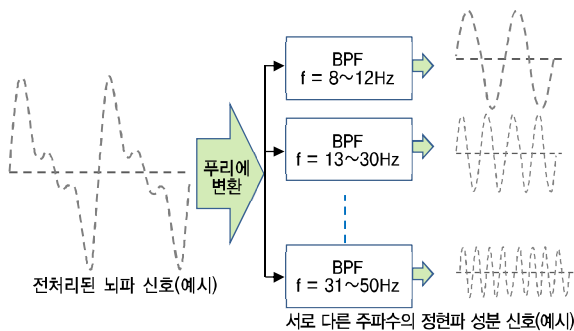 BPF
f = 8~12Hz
BPF
f = 13~30Hz
푸리에
변환
BPF
f = 31~50Hz
전처리된 뇌파 신호(예시)
서로 다른 주파수의 정현파 성분 신호(예시)